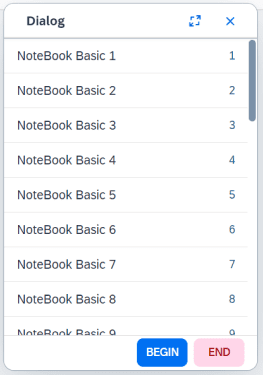 Dialog
NoteBook Basic 1 1
NoteBook Basic 2 2
NoteBook Basic 3 3
NoteBook Basic 4 4
NoteBook Basic 5 5
NoteBook Basic 6 6
NoteBook Basic 7 7
NoteBook Basic 8 8
NoteBook Basic 9 9
BEGIN END